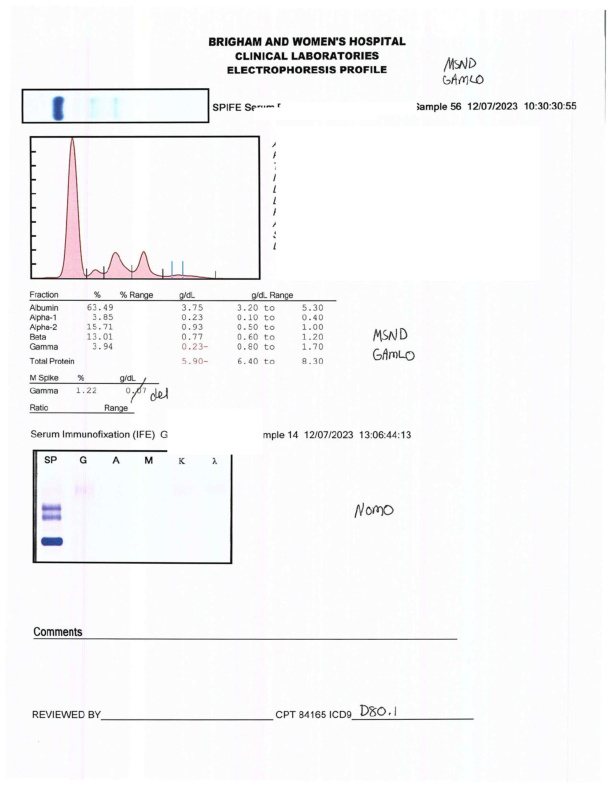 BRIGHAM AND WOMEN'S HOSPITAL
CLINICAL LABORATORIES
ELECTROPHORESIS PROFILE
MSND
GAMLO
SPIFE Sample 56 12/07/2023 10:30:30:55
Fraction % % Range g/dL g/dL Range
Albumin 63.49 3.75 3.20 to 5.30
Alpha-1 3.85 0.23 0.10 to 0.40
Alpha-2 15.71 0.93 0.50 to 1.00
Beta 13.01 0.77 0.60 to 1.20
Gamma 3.94 0.23- 0.80 to 1.70
Total Protein 5.90- 6.40 to 8.30
MSND
GAMLO
M Spike % g/dL
Gamma 1.22 0.07 del
Ratio Range
Serum Immunofixation (IFE) G mple 14 12/07/2023 13:06:44:13
SP G A M K λ
NOMO
Comments
REVIEWED BY CPT 84165 ICD9 D80.1